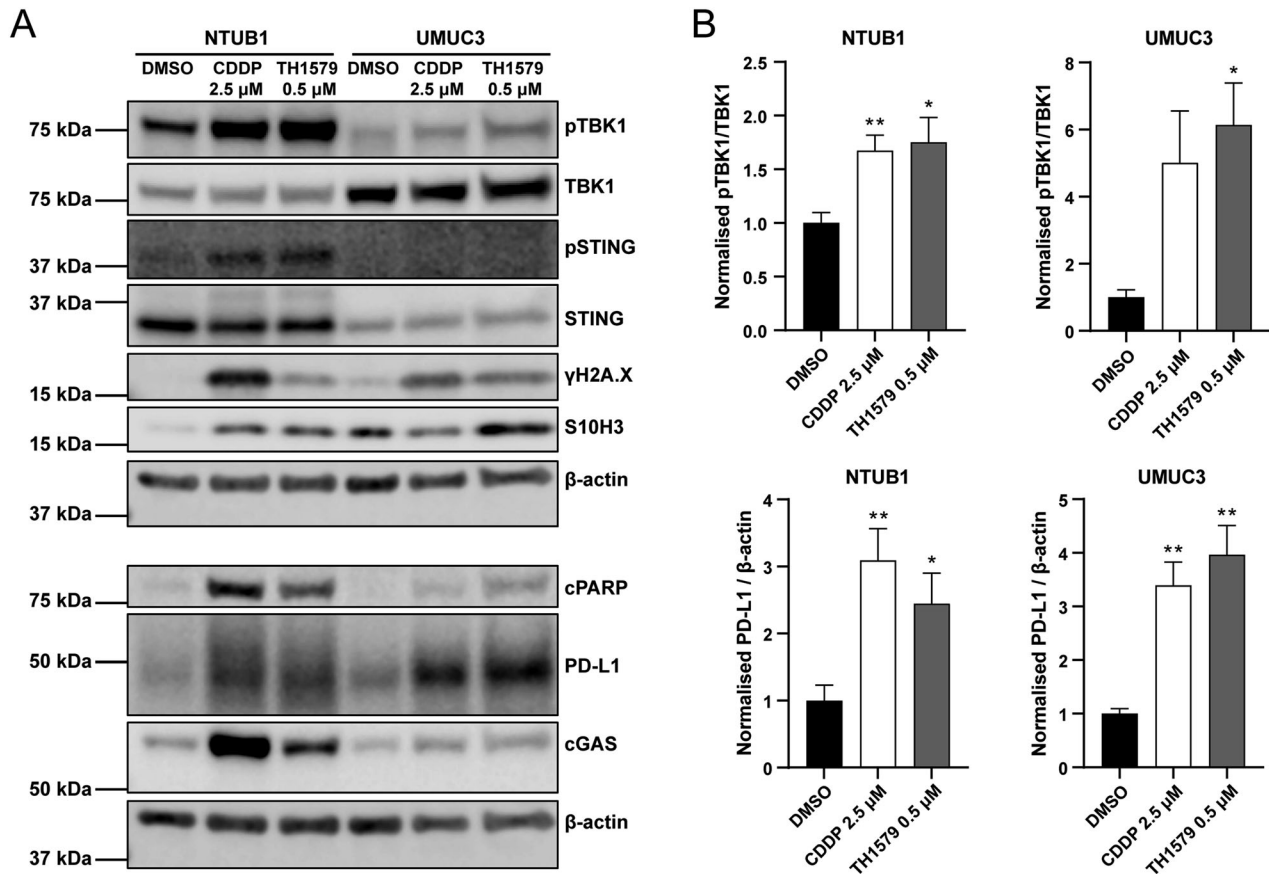 A
NTUB1 UMUC3
DMSO CDDP TH1579 DMSO CDDP TH1579
2.5 μM 0.5 μM 2.5 μM 0.5 μM
75 kDa pTBK1
75 kDa TBK1
37 kDa pSTING
37 kDa STING
15 kDa γH2A.X
15 kDa S10H3
37 kDa β-actin
75 kDa cPARP
50 kDa PD-L1
50 kDa cGAS
37 kDa β-actin
B
NTUB1
Normalised pTBK1/TBK1
2.5
2.0
1.5
1.0
0.5
0.0
** *
DMSO
CDDP 2.5 μM
TH1579 0.5 μM
UMUC3
Normalised pTBK1/TBK1
8
6
4
2
0
*
DMSO
CDDP 2.5 μM
TH1579 0.5 μM
NTUB1
Normalised PD-L1 / β-actin
4
3
2
1
0
** *
DMSO
CDDP 2.5 μM
TH1579 0.5 μM
UMUC3
Normalised PD-L1 / β-actin
5
4
3
2
1
0
** **
DMSO
CDDP 2.5 μM
TH1579 0.5 μM